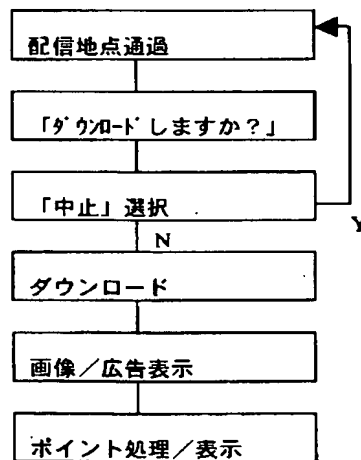 配信地点通過
「ダウンロードしますか？」
「中止」選択
Y
N
ダウンロード
画像／広告表示
ポイント処理／表示